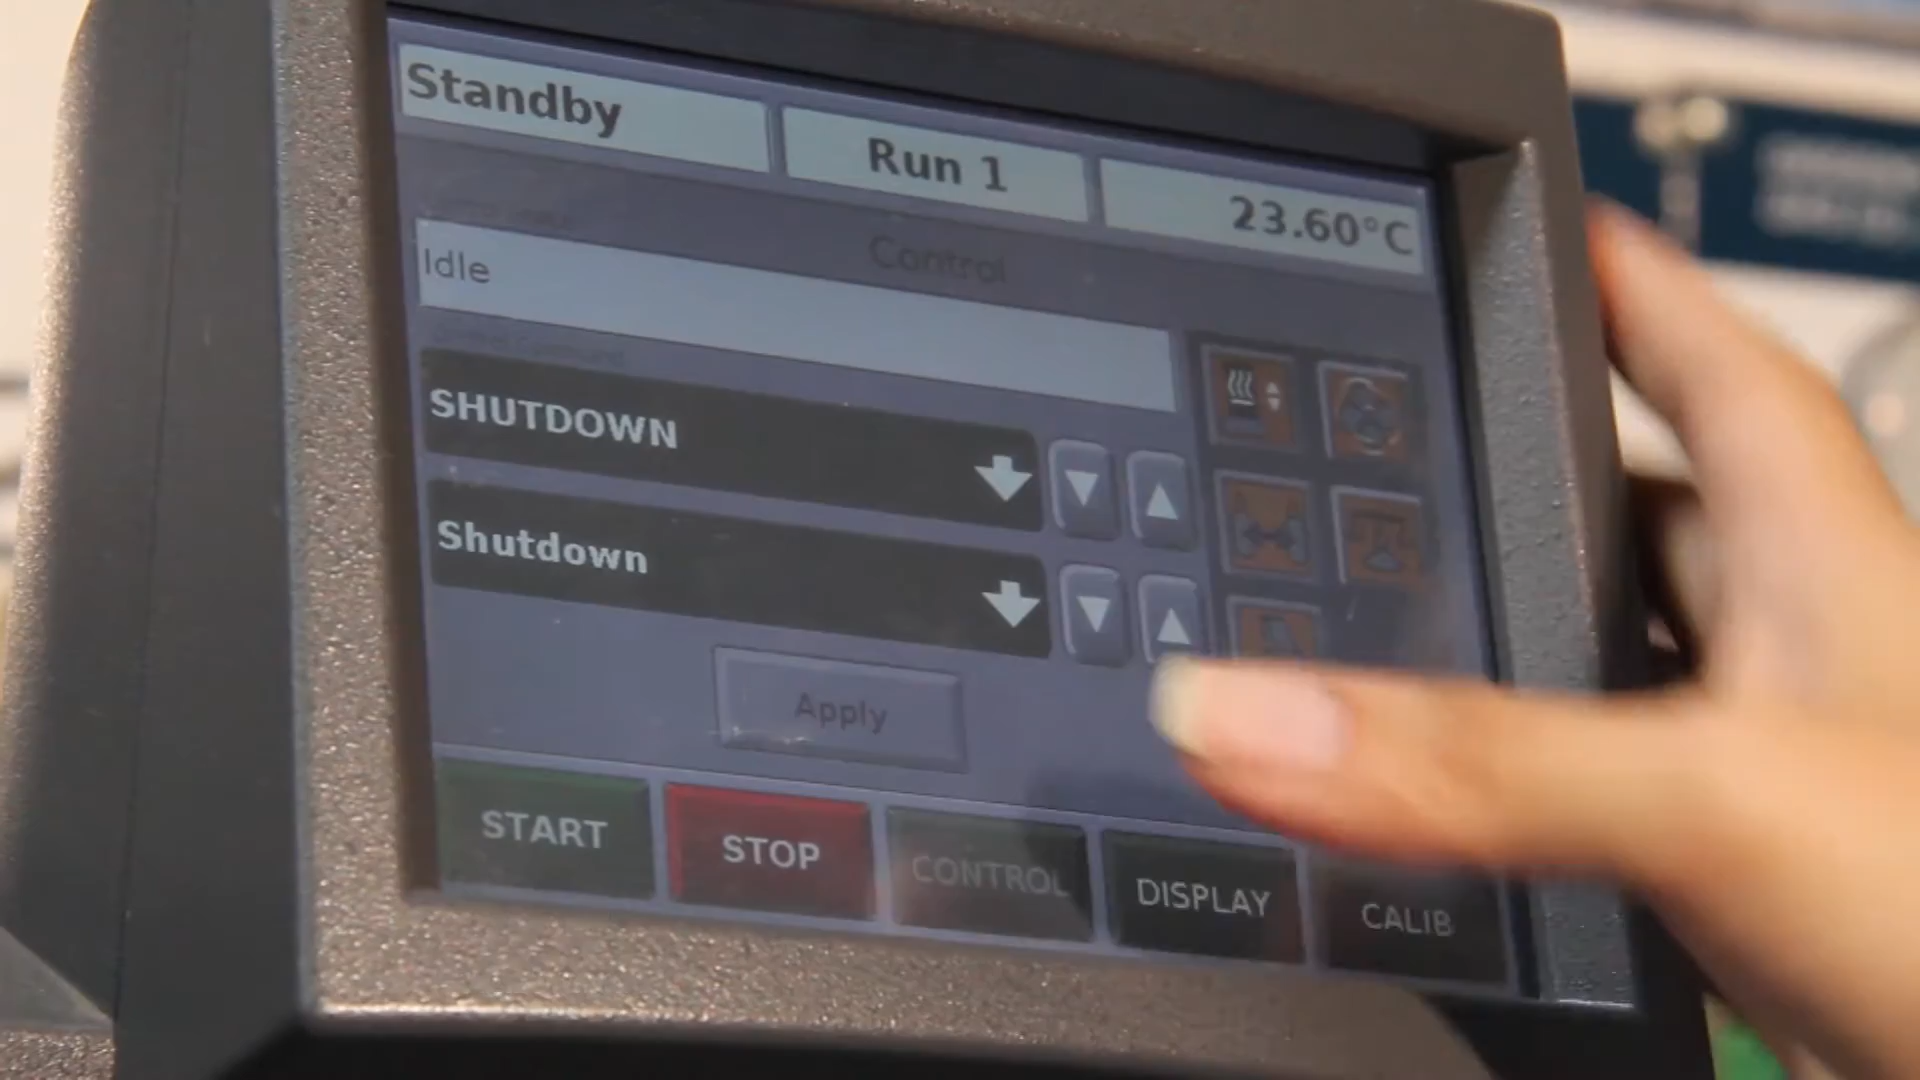 Standby
Run 1
23.60°C
Control
Idle
SHUTDOWN
Shutdown
Apply
START
STOP
CONTROL
DISPLAY
CALIB